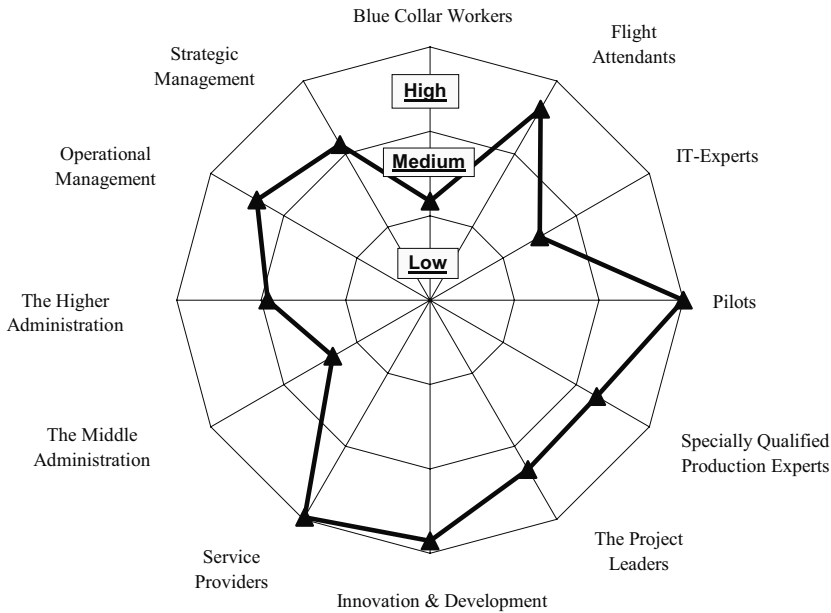 Blue Collar Workers
Flight
Attendants
IT-Experts
Pilots
Specially Qualified
Production Experts
The Project
Leaders
Innovation & Development
Service
Providers
The Middle
Administration
The Higher
Administration
Operational
Management
Strategic
Management
High
Medium
Low